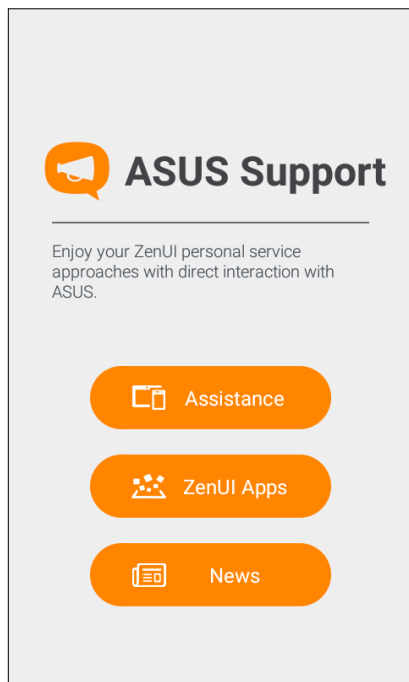 ASUS Support
Enjoy your ZenUI personal service
approaches with direct interaction with
ASUS.
Assistance
ZenUI Apps
News